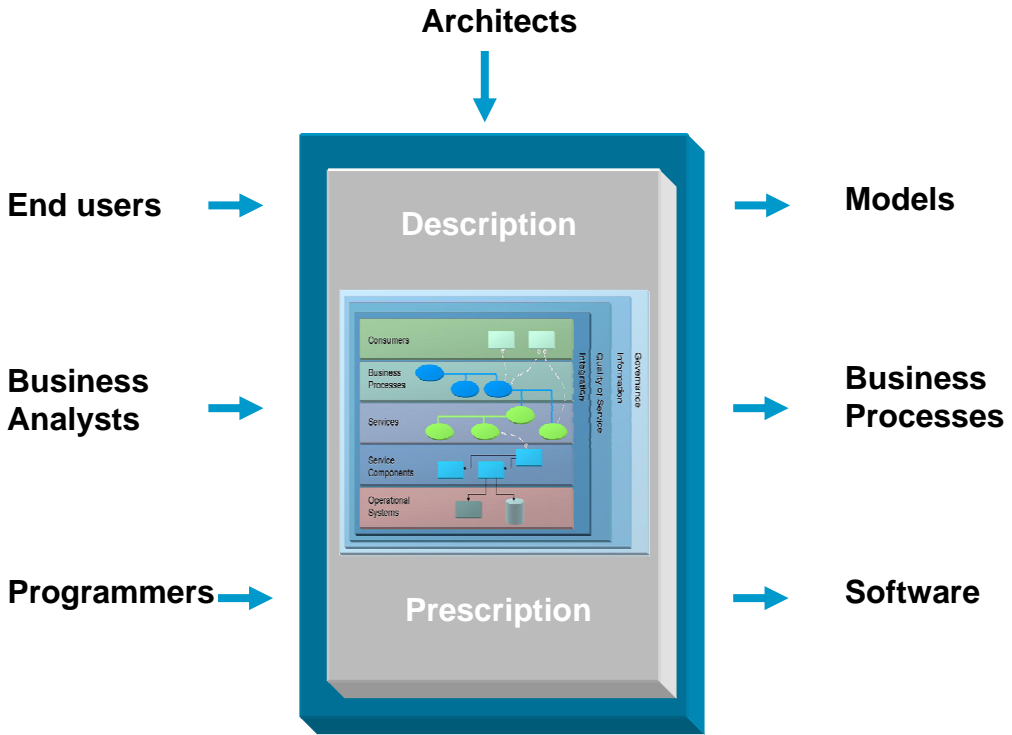 Architects
End users
Models
Description
Consumers
Business
Processes
Services
Service
Components
Operational
Systems
Integration
Quality of Service
Information
Governance
Business
Analysts
Business
Processes
Programmers
Prescription
Software